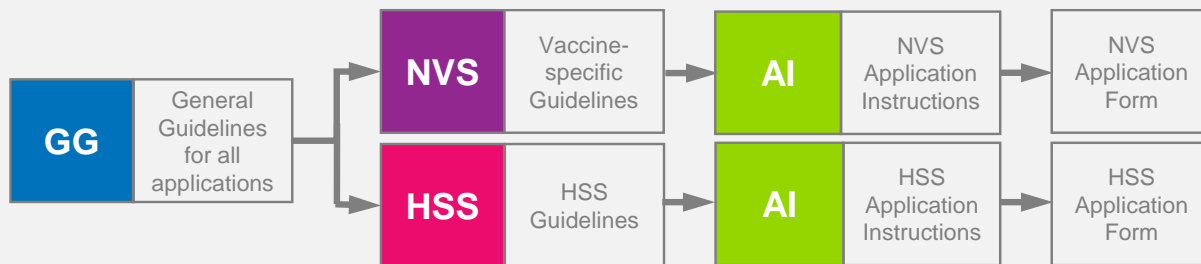 GG
General
Guidelines
for all
applications
NVS
Vaccine-
specific
Guidelines
AI
NVS
Application
Instructions
NVS
Application
Form
HSS
HSS
Guidelines
AI
HSS
Application
Instructions
HSS
Application
Form